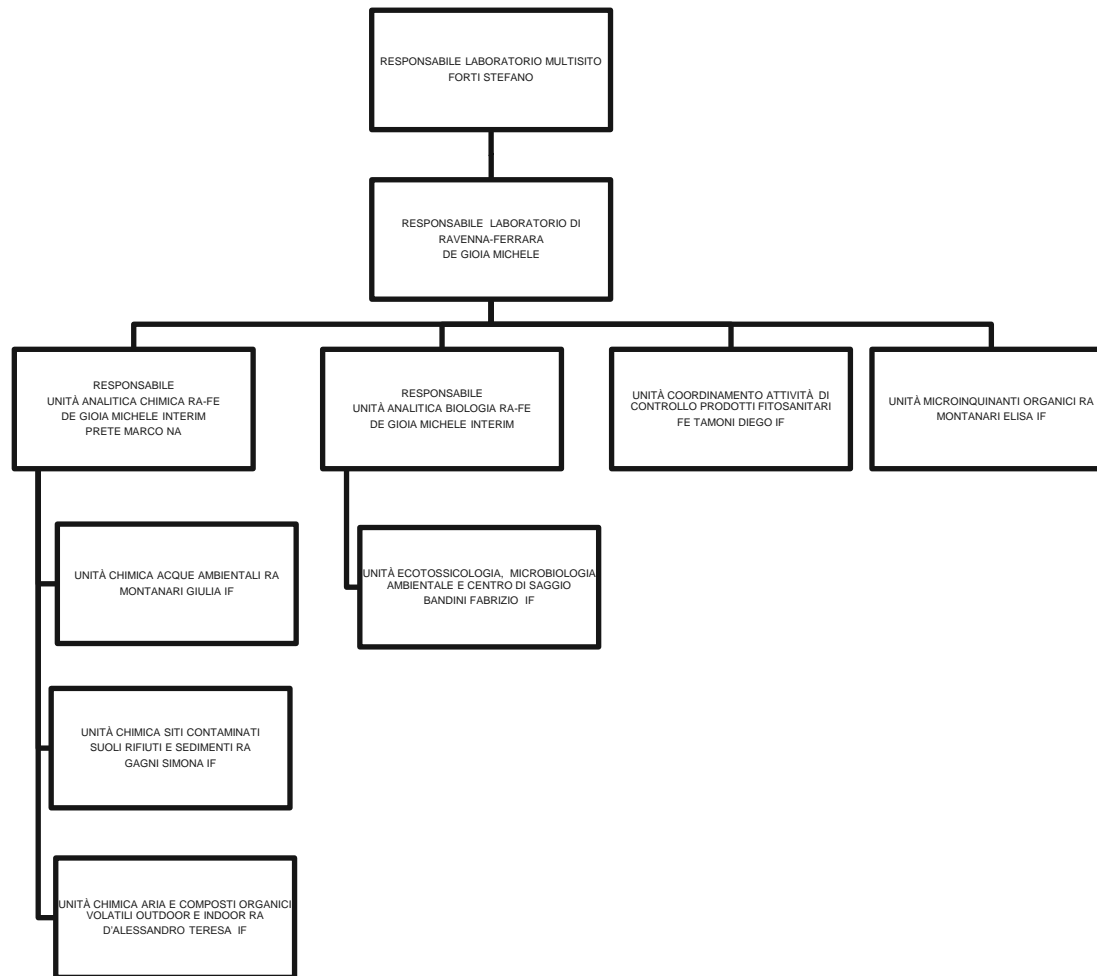 RESPONSABILE LABORATORIO MULTISITO
FORTI STEFANO
RESPONSABILE LABORATORIO DI
RAVENNA-FERRARA
DE GIOIA MICHELE
RESPONSABILE
UNITÀ ANALITICA CHIMICA RA-FE
DE GIOIA MICHELE INTERIM
PRETE MARCO NA
RESPONSABILE
UNITÀ ANALITICA BIOLOGIA RA-FE
DE GIOIA MICHELE INTERIM
UNITÀ COORDINAMENTO ATTIVITÀ DI
CONTROLLO PRODOTTI FITOSANITARI
FE TAMONI DIEGO IF
UNITÀ MICROINQUINANTI ORGANICI RA
MONTANARI ELISA IF
UNITÀ CHIMICA ACQUE AMBIENTALI RA
MONTANARI GIULIA IF
UNITÀ ECOTOSSICOLOGIA, MICROBIOLOGIA
AMBIENTALE E CENTRO DI SAGGIO
BANDINI FABRIZIO IF
UNITÀ CHIMICA SITI CONTAMINATI
SUOLI RIFIUTI E SEDIMENTI RA
GAGNI SIMONA IF
UNITÀ CHIMICA ARIA E COMPOSTI ORGANICI
VOLATILI OUTDOOR E INDOOR RA
D'ALESSANDRO TERESA IF